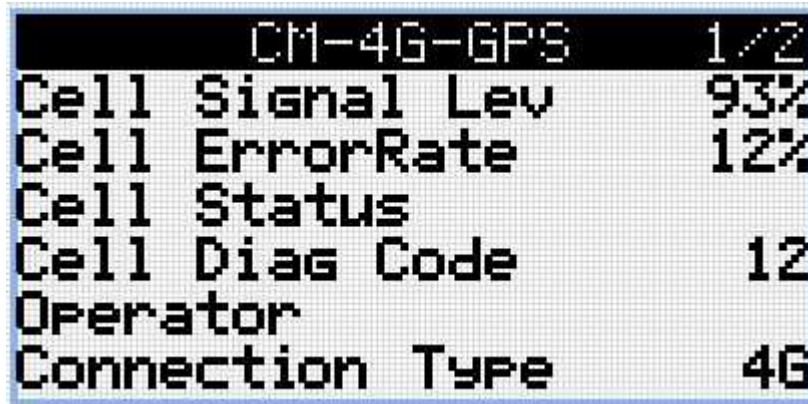 CM-4G-GPS 1/2
Cell Signal Lev 93%
Cell ErrorRate 12%
Cell Status
Cell Diag Code 12
Operator
Connection Type 4G